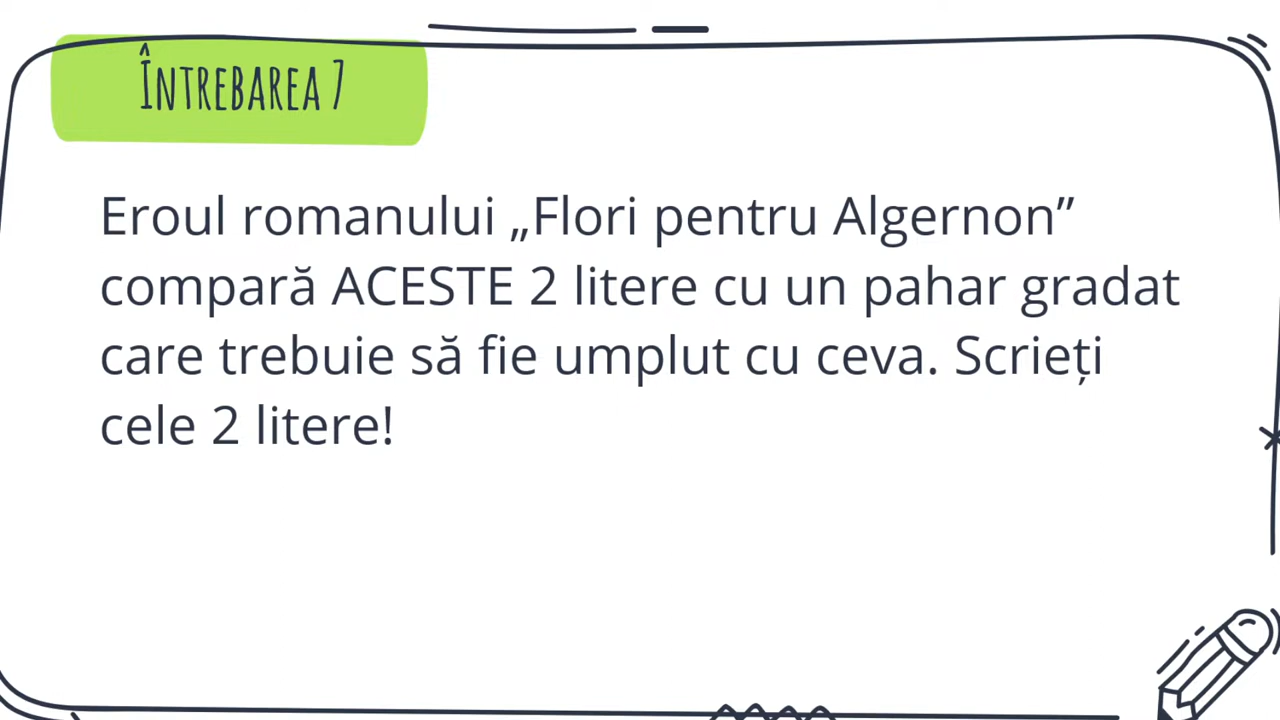 Întrebarea 7
Eroul romanului „Flori pentru Algernon”
compară ACESTE 2 litere cu un pahar gradat
care trebuie să fie umplut cu ceva. Scrieți
cele 2 litere!